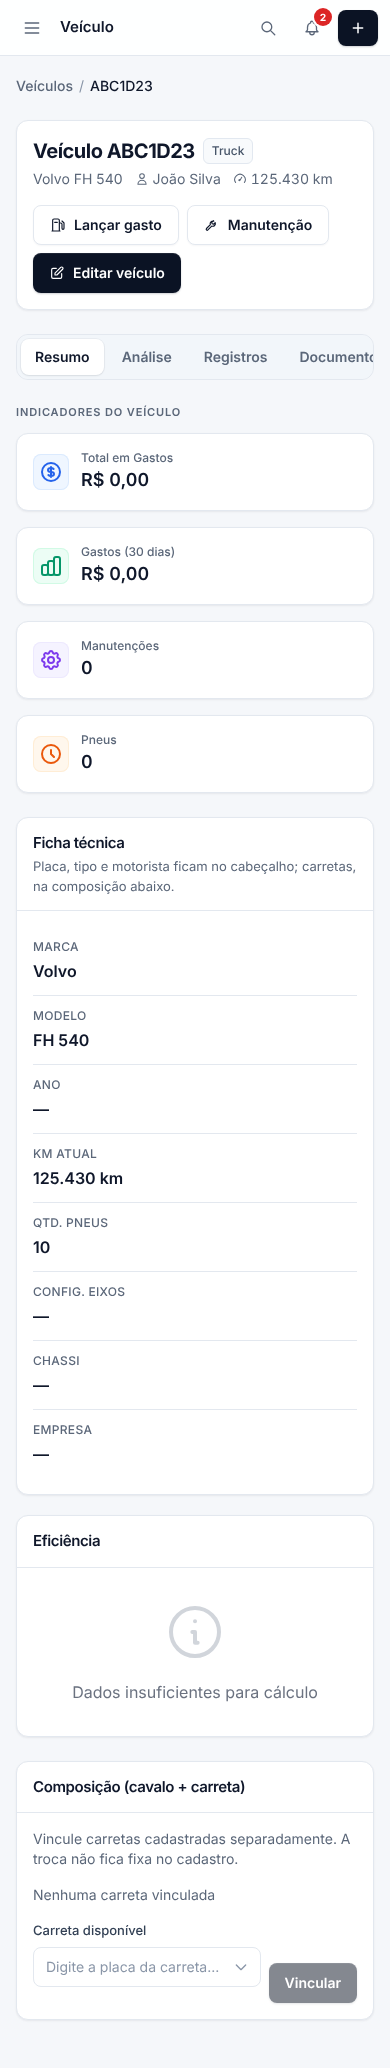 Veículo
2
Veículos / ABC1D23
Veículo ABC1D23 Truck
Volvo FH 540 João Silva 125.430 km
Lançar gasto Manutenção
Editar veículo
Resumo Análise Registros Documento
INDICADORES DO VEÍCULO
Total em Gastos
R$ 0,00
Gastos (30 dias)
R$ 0,00
Manutenções
0
Pneus
0
Ficha técnica
Placa, tipo e motorista ficam no cabeçalho; carretas,
na composição abaixo.
MARCA
Volvo
MODELO
FH 540
ANO
—
KM ATUAL
125.430 km
QTD. PNEUS
10
CONFIG. EIXOS
—
CHASSI
—
EMPRESA
—
Eficiência
Dados insuficientes para cálculo
Composição (cavalo + carreta)
Vincule carretas cadastradas separadamente. A
troca não fica fixa no cadastro.
Nenhuma carreta vinculada
Carreta disponível
Digite a placa da carreta...
Vincular